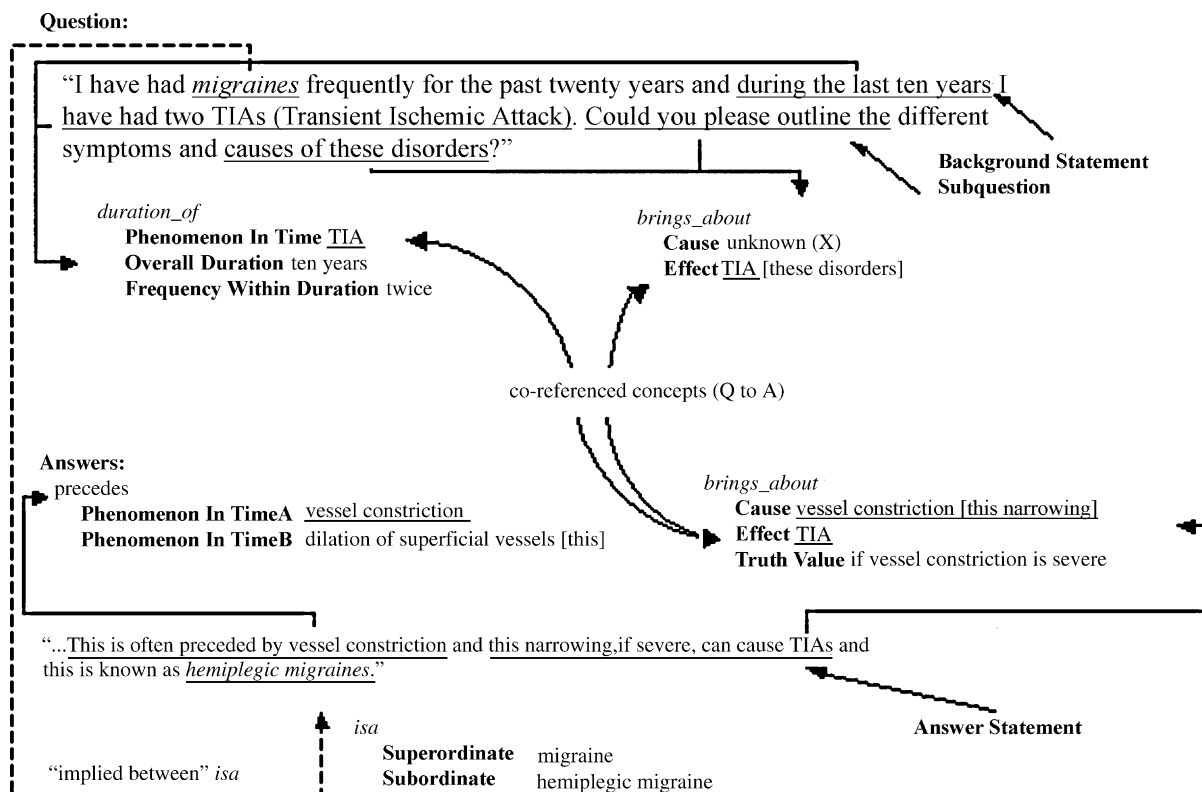 Question:
“I have had migraines frequently for the past twenty years and during the last ten years I
have had two TIAs (Transient Ischemic Attack). Could you please outline the different
symptoms and causes of these disorders?”
Background Statement
Subquestion
duration_of
Phenomenon In Time TIA
Overall Duration ten years
Frequency Within Duration twice
brings_about
Cause unknown (X)
Effect TIA [these disorders]
co-referenced concepts (Q to A)
Answers:
precedes
Phenomenon In TimeA vessel constriction
Phenomenon In TimeB dilation of superficial vessels [this]
brings_about
Cause vessel constriction [this narrowing]
Effect TIA
Truth Value if vessel constriction is severe
“...This is often preceded by vessel constriction and this narrowing,if severe, can cause TIAs and
this is known as hemiplegic migraines.”
Answer Statement
isa
Superordinate migraine
Subordinate hemiplegic migraine
“implied between” isa